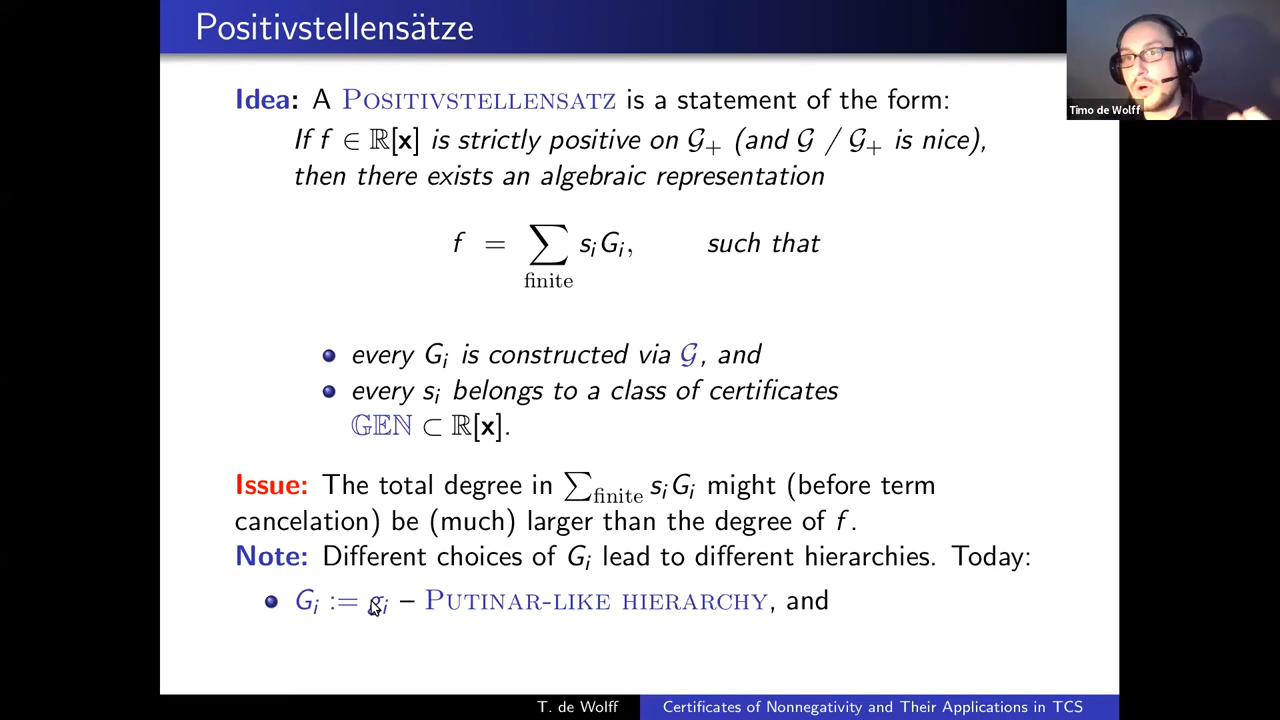 Positivstellensätze
Timo de Wolff
Idea: A POSITIVSTELLENSATZ is a statement of the form:
If f ∈ ℝ[x] is strictly positive on 𝒢₊ (and 𝒢 / 𝒢₊ is nice),
then there exists an algebraic representation
f = ∑ sᵢGᵢ, such that
finite
• every Gᵢ is constructed via 𝒢, and
• every sᵢ belongs to a class of certificates
𝔾𝔼ℕ ⊂ ℝ[x].
Issue: The total degree in ∑finite sᵢGᵢ might (before term
cancelation) be (much) larger than the degree of f.
Note: Different choices of Gᵢ lead to different hierarchies. Today:
• Gᵢ := gᵢ – PUTINAR-LIKE HIERARCHY, and
T. de Wolff Certificates of Nonnegativity and Their Applications in TCS